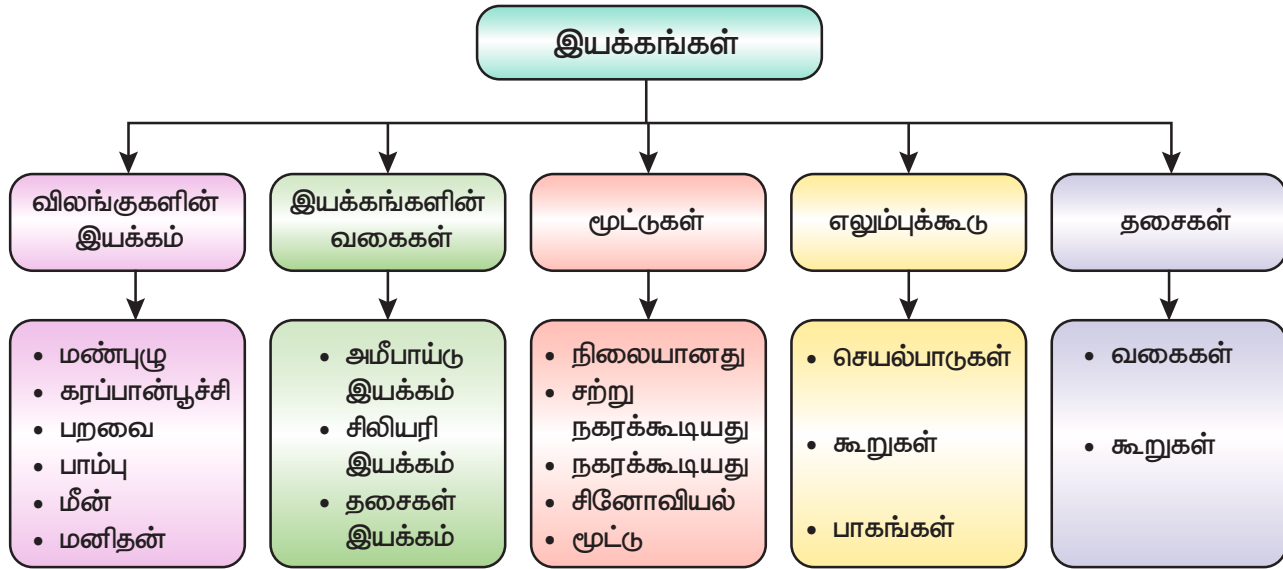 இயக்கங்கள்
விலங்குகளின்
இயக்கம்
இயக்கங்களின்
வகைகள்
மூட்டுகள்
எலும்புக்கூடு
தசைகள்
• மண்புழு
• கரப்பான்பூச்சி
• பறவை
• பாம்பு
• மீன்
• மனிதன்
• அமீபாய்டு
இயக்கம்
• சிலியரி
இயக்கம்
• தசைகள்
இயக்கம்
• நிலையானது
• சற்று
நகரக்கூடியது
• நகரக்கூடியது
• சினோவியல்
• மூட்டு
• செயல்பாடுகள்
• கூறுகள்
• பாகங்கள்
• வகைகள்
• கூறுகள்